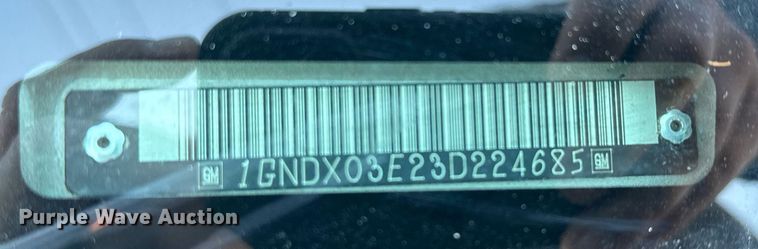 GM 1GNDX03E23D224685 GM
Purple Wave Auction